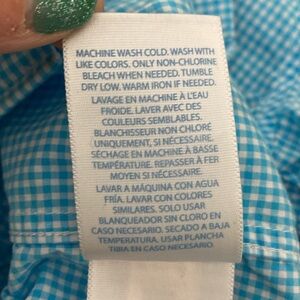 MACHINE WASH COLD. WASH WITH
LIKE COLORS. ONLY NON-CHLORINE
BLEACH WHEN NEEDED. TUMBLE
DRY LOW. WARM IRON IF NEEDED.
LAVAGE EN MACHINE À L'EAU
FROIDE. LAVER AVEC DES
COULEURS SEMBLABLES.
BLANCHISSEUR NON CHLORÉ
UNIQUEMENT, SI NÉCESSAIRE.
SÉCHAGE EN MACHINE À BASSE
TEMPÉRATURE. REPASSER À FER
MOYEN SI NÉCESSAIRE.
LAVAR A MÁQUINA CON AGUA
FRÍA. LAVAR CON COLORES
SIMILARES. SOLO USAR
BLANQUEADOR SIN CLORO EN
CASO NECESARIO. SECADO A BAJA
TEMPERATURA, USAR PLANCHA
TIBIA EN CASO NECESARIO.